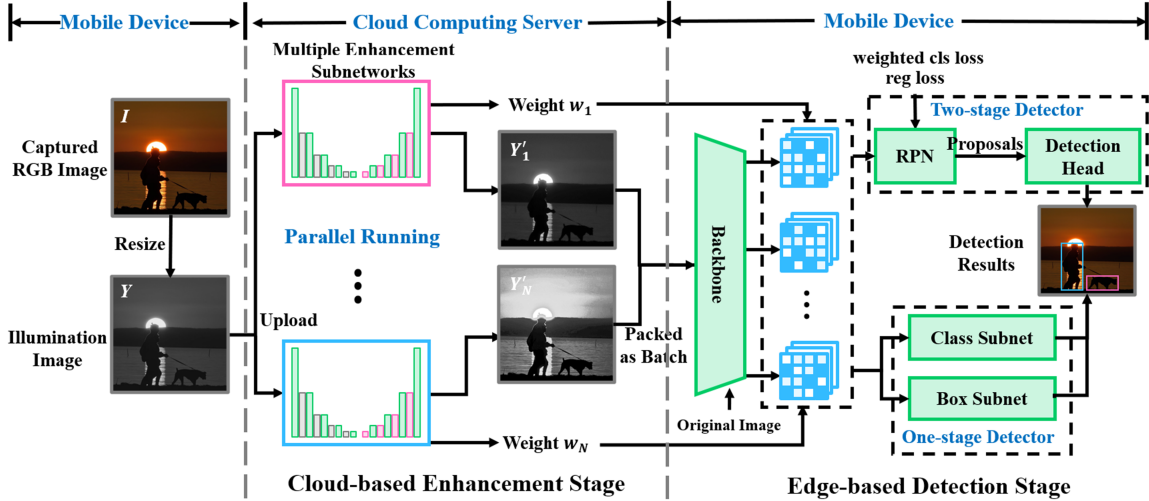 Mobile Device
Cloud Computing Server
Mobile Device
Multiple Enhancement
Subnetworks
weighted cls loss
reg loss
Weight w1
Two-stage Detector
I
Captured
RGB Image
Y′1
RPN
Proposals
Detection
Head
Resize
Parallel Running
Backbone
Detection
Results
Y
Y′N
Illumination
Image
Upload
Packed
as Batch
Class Subnet
Box Subnet
Original Image
Weight wN
One-stage Detector
Cloud-based Enhancement Stage
Edge-based Detection Stage